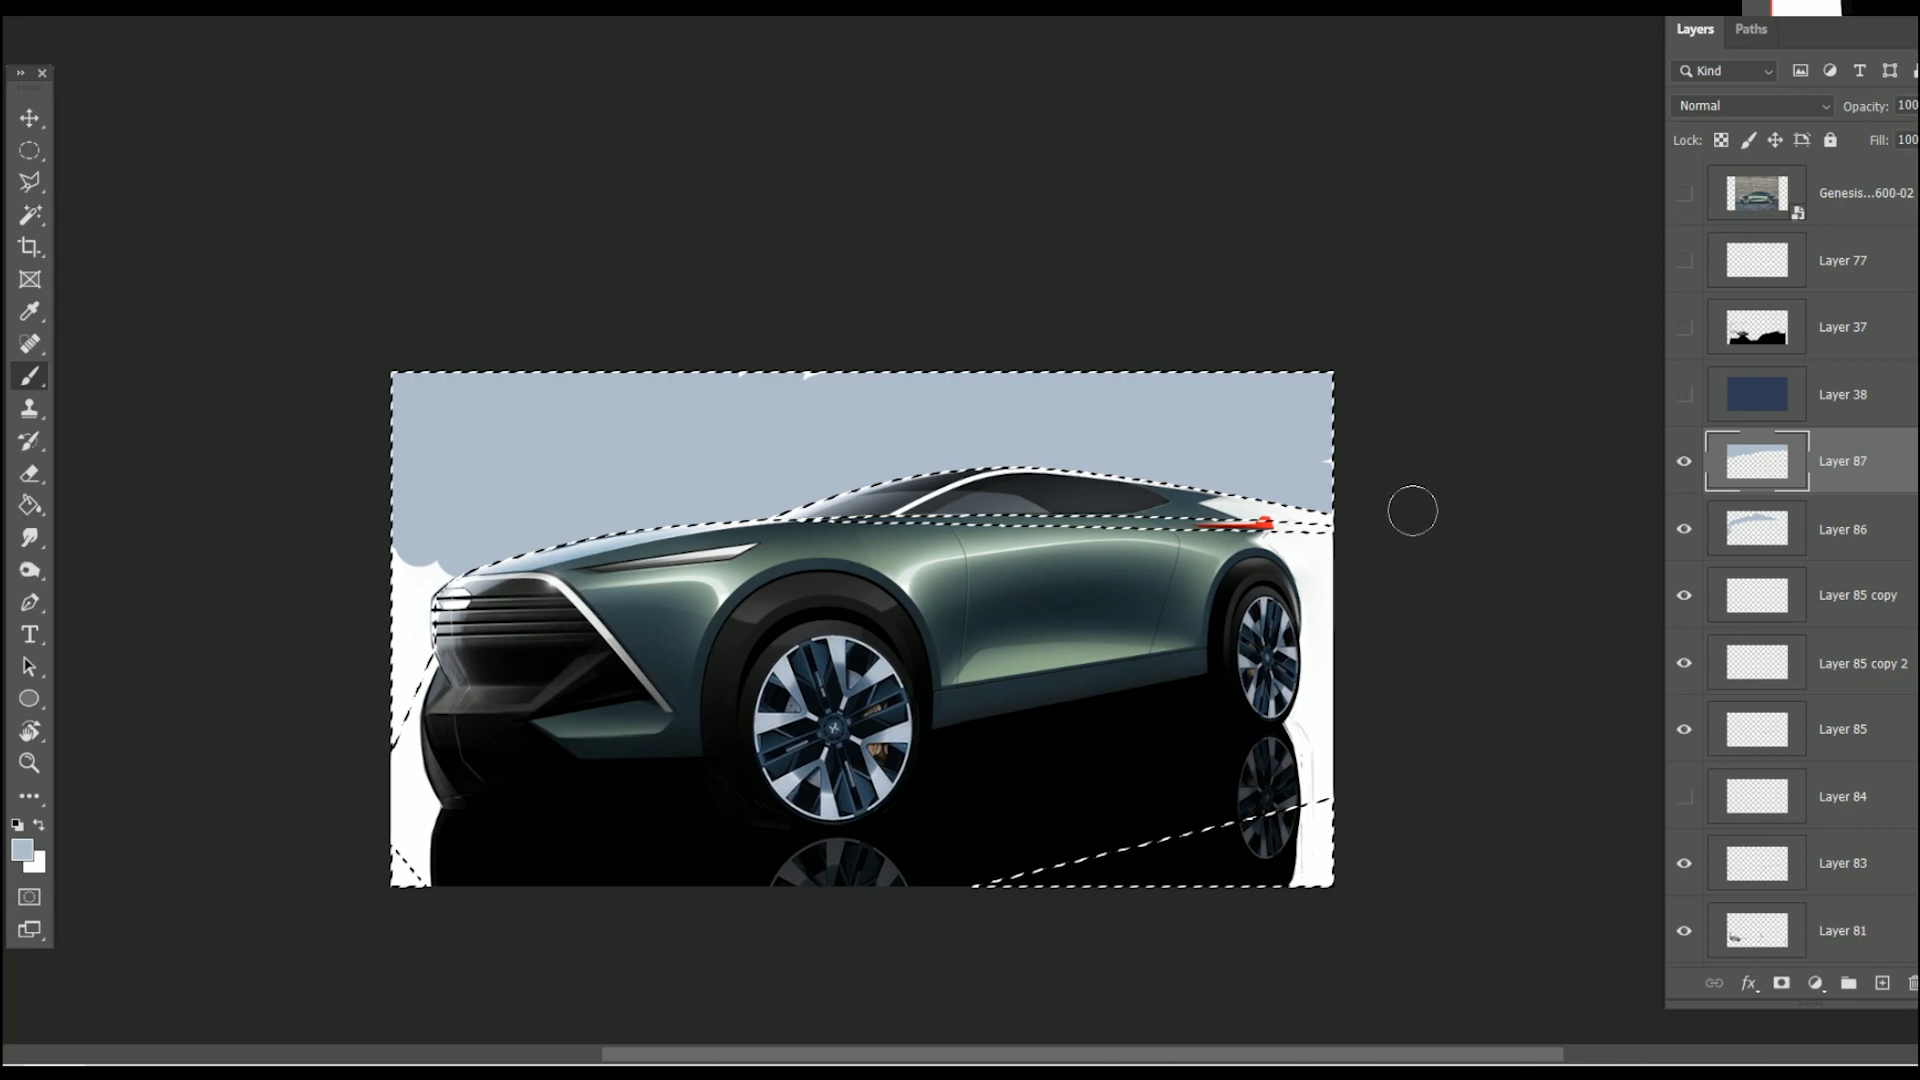 Layers Paths
Kind
Normal Opacity: 100
Lock: Fill: 100
Genesis...600-02
Layer 77
Layer 37
Layer 38
Layer 87
Layer 86
Layer 85 copy
Layer 85 copy 2
Layer 85
Layer 84
Layer 83
Layer 81